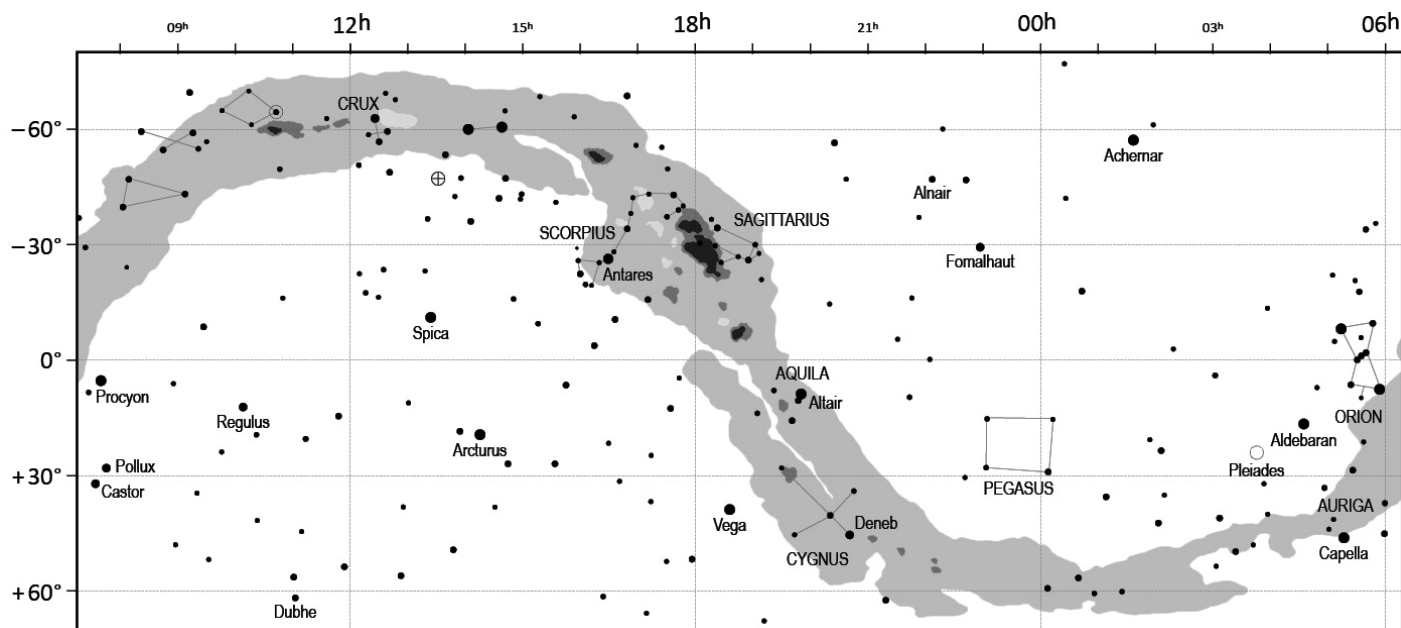 09h 12h 15h 18h 21h 00h 03h 06h
CRUX
−60°
Achernar
Alnair
SAGITTARIUS
SCORPIUS
−30°
Fomalhaut
Antares
Spica
0°
AQUILA
Procyon
Altair
Regulus
ORION
Arcturus
Aldebaran
Pollux
Pleiades
+30°
Castor
PEGASUS
AURIGA
Vega
Deneb
Capella
CYGNUS
+60°
Dubhe